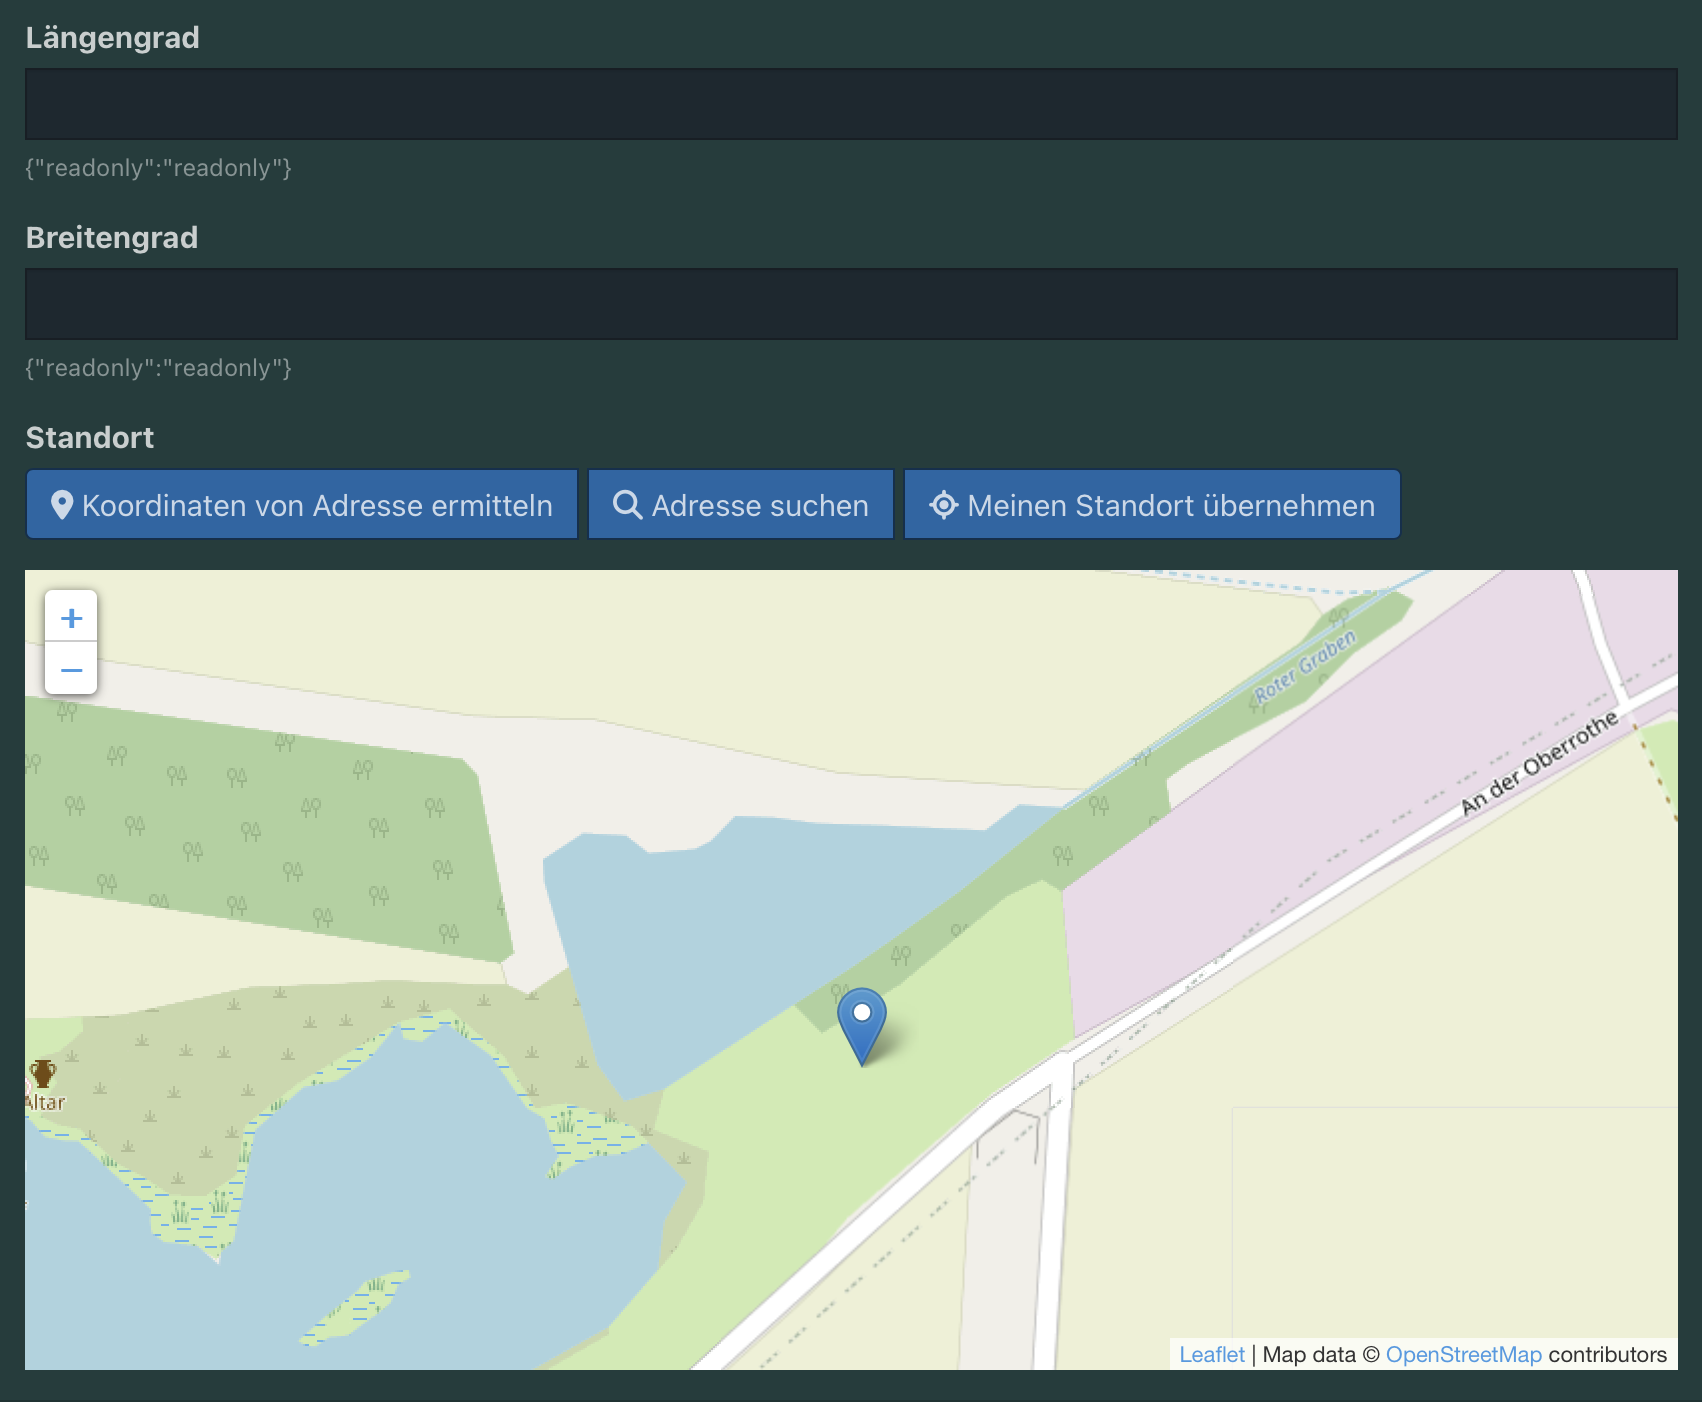 Längengrad
{"readonly":"readonly"}
Breitengrad
{"readonly":"readonly"}
Standort
Koordinaten von Adresse ermitteln
Adresse suchen
Meinen Standort übernehmen
+
−
Roter Graben
An der Oberrothe
Altar
Leaflet | Map data © OpenStreetMap contributors